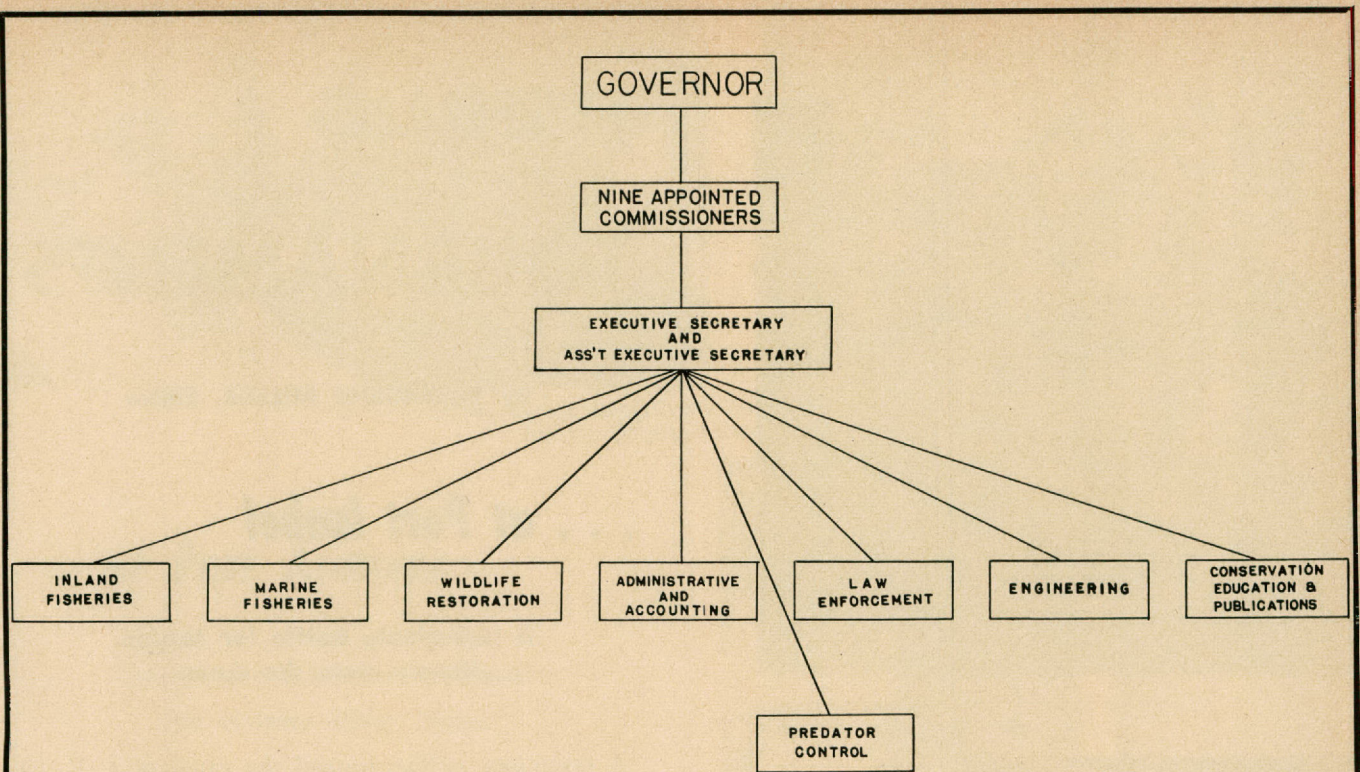 GOVERNOR
NINE APPOINTED
COMMISSIONERS
EXECUTIVE SECRETARY
AND
ASS'T EXECUTIVE SECRETARY
INLAND
FISHERIES
MARINE
FISHERIES
WILDLIFE
RESTORATION
ADMINISTRATIVE
AND
ACCOUNTING
LAW
ENFORCEMENT
ENGINEERING
CONSERVATION
EDUCATION &
PUBLICATIONS
PREDATOR
CONTROL